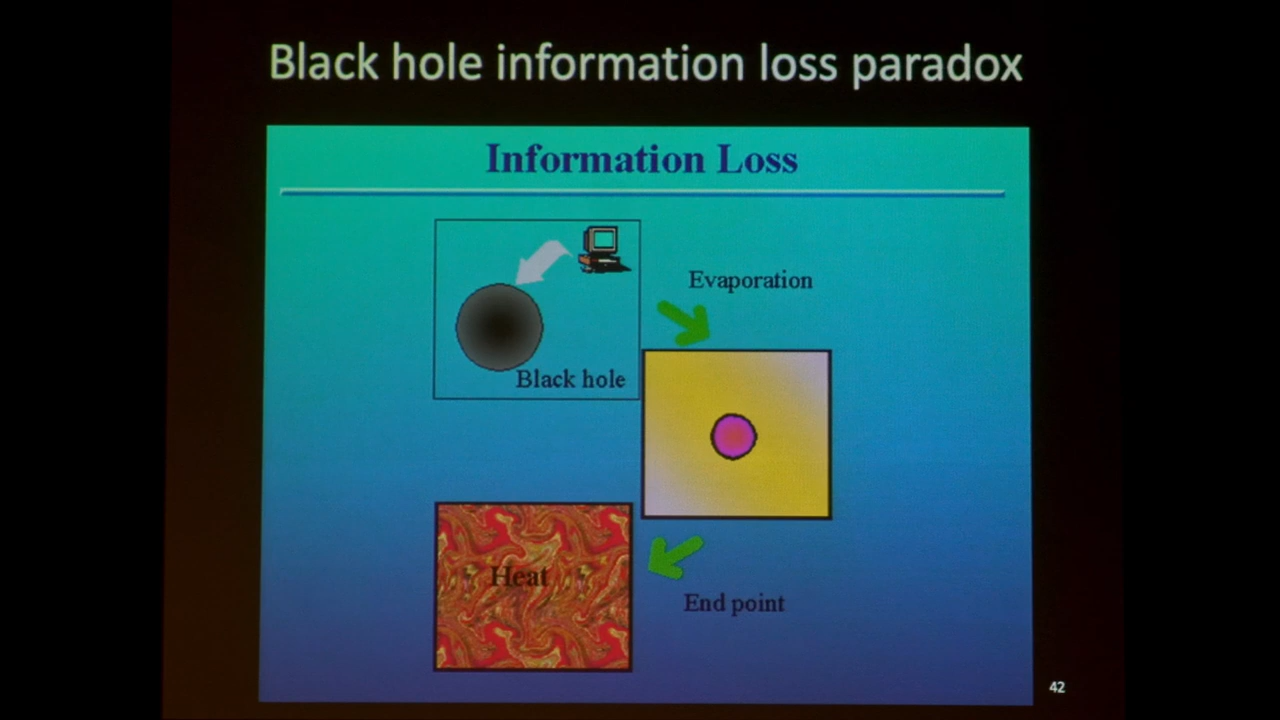 Black hole information loss paradox
Information Loss
Evaporation
Black hole
Heat
End point
42